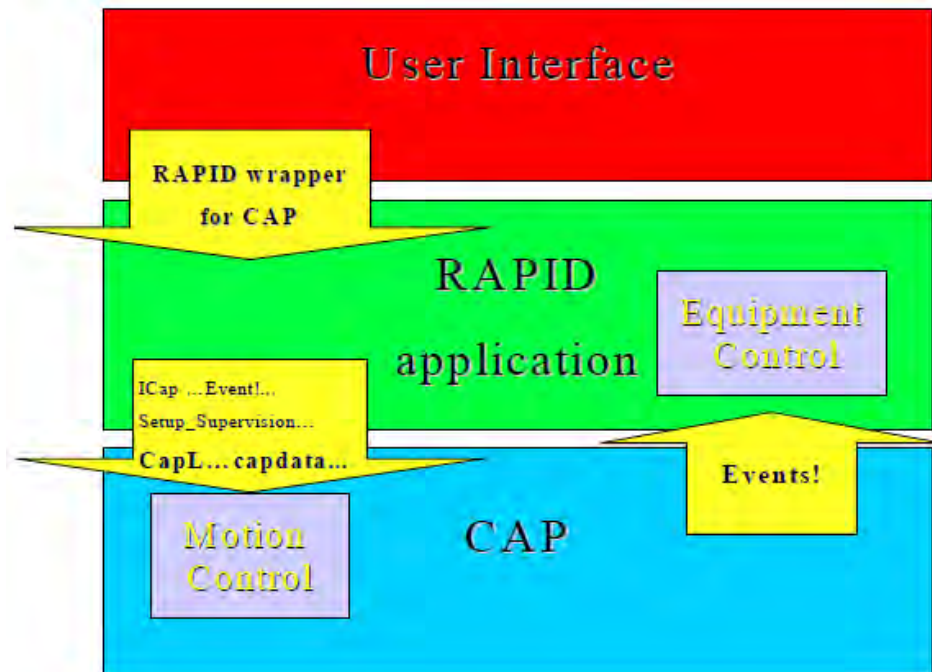 User Interface
RAPID wrapper
for CAP
RAPID
application
Equipment
Control
ICap ...Event!...
Setup_Supervision...
CapL... capdata...
Events!
Motion
Control
CAP